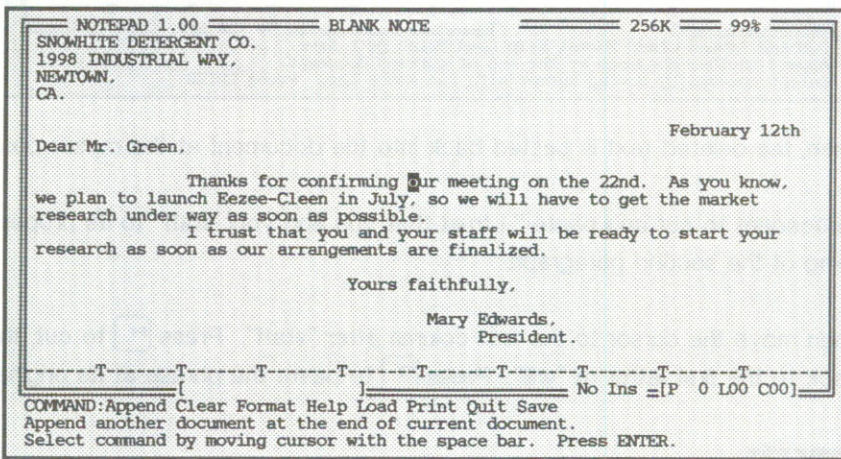 NOTEPAD 1.00 BLANK NOTE 256K 99%
SNOWHITE DETERGENT CO.
1998 INDUSTRIAL WAY,
NEWTOWN,
CA.
February 12th
Dear Mr. Green,
Thanks for confirming our meeting on the 22nd. As you know,
we plan to launch Eezee-Cleen in July, so we will have to get the market
research under way as soon as possible.
I trust that you and your staff will be ready to start your
research as soon as our arrangements are finalized.
Yours faithfully,
Mary Edwards,
President.
-------T-------T-------T-------T-------T-------T-------T-------T-------T-------
[ ] No Ins [P 0 L00 C00]
COMMAND:Append Clear Format Help Load Print Quit Save
Append another document at the end of current document.
Select command by moving cursor with the space bar. Press ENTER.